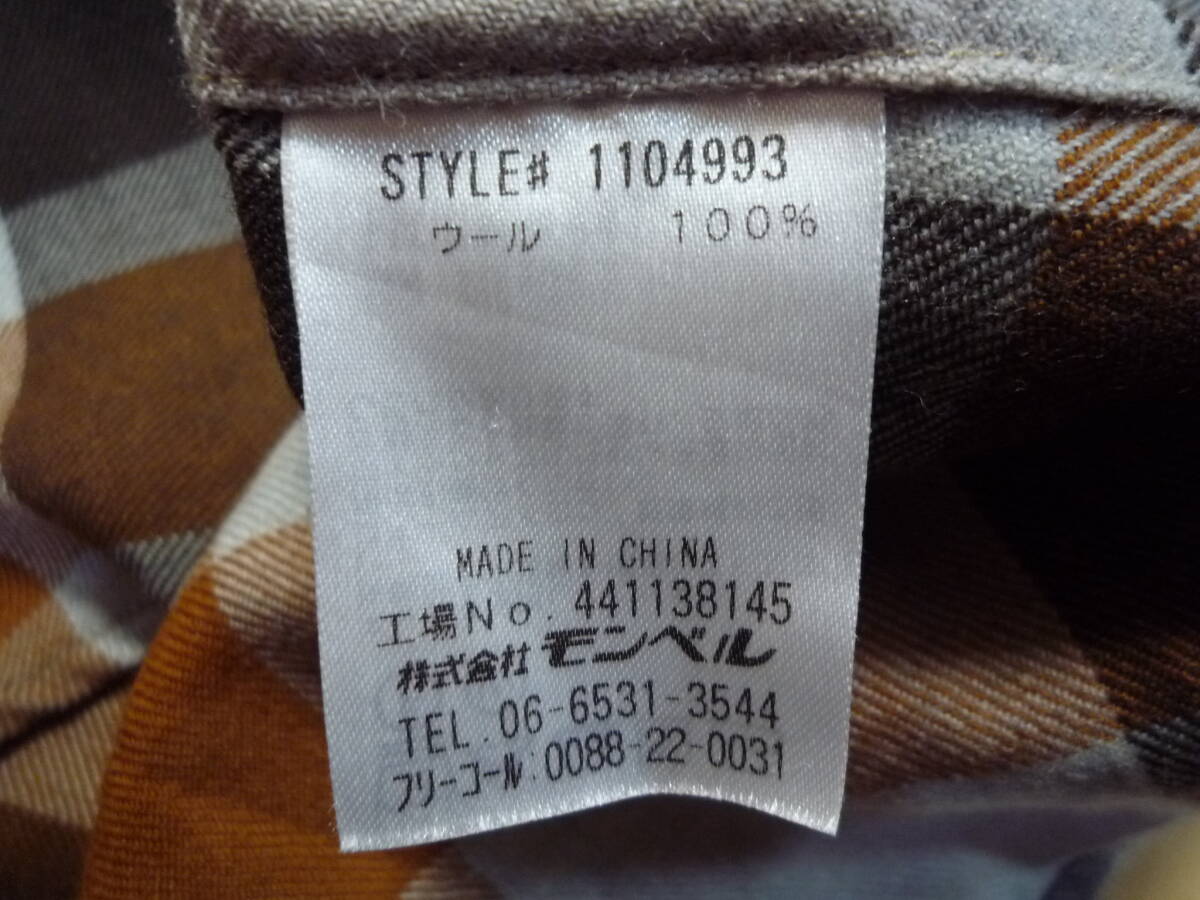 STYLE# 1104993
ウール 100%
MADE IN CHINA
工場No. 441138145
株式会社 モンベル
TEL. 06-6531-3544
フリーコール:0088-22-0031